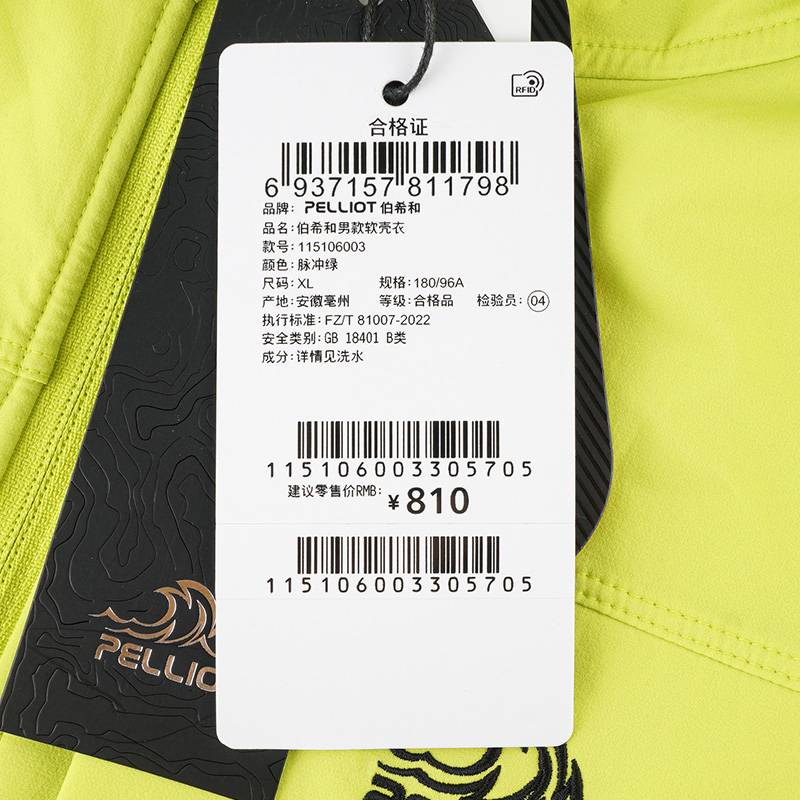 RFID
合格证
6 937157 811798
品牌: PELLIOT 伯希和
品名: 伯希和男款软壳衣
款号: 115106003
颜色: 脉冲绿
尺码: XL 规格: 180/96A
产地: 安徽亳州 等级: 合格品 检验员: 04
执行标准: FZ/T 81007-2022
安全类别: GB 18401 B类
成分: 详情见洗水
115106003305705
建议零售价RMB: ¥810
115106003305705
PELLIOT